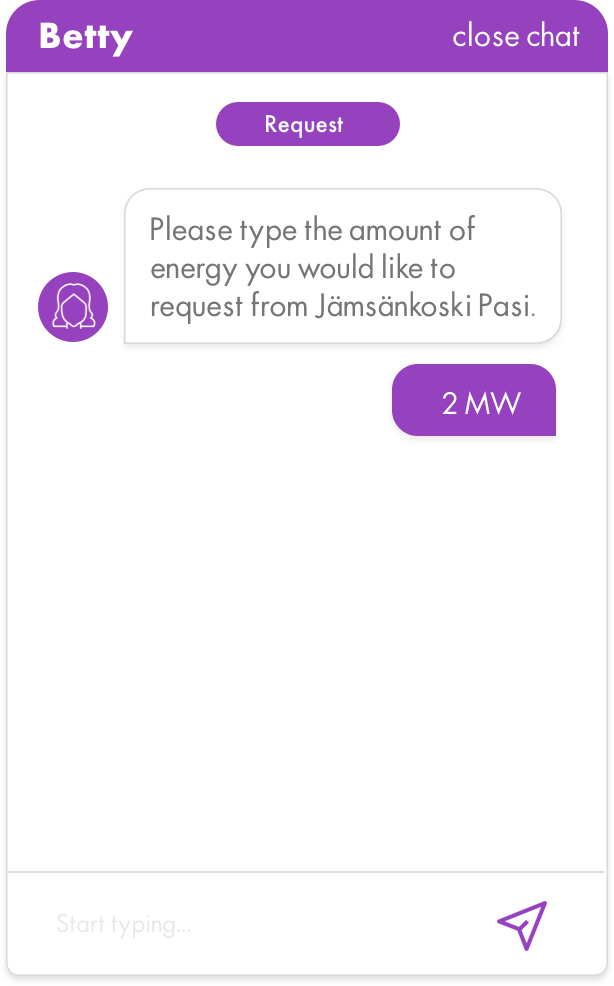 Betty
close chat
Request
Please type the amount of
energy you would like to
request from Jämsänkoski Pasi.
2 MW
Start typing...